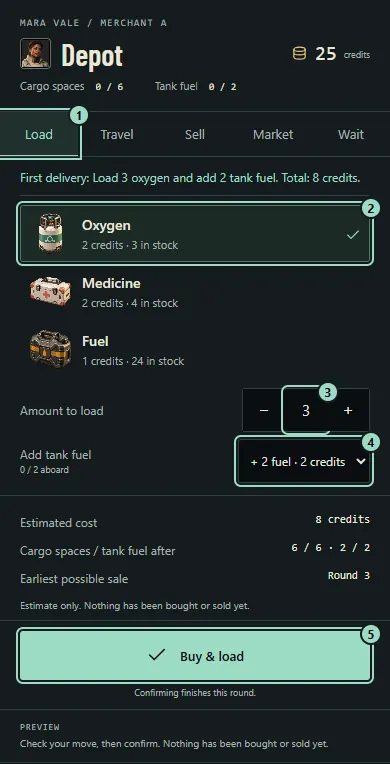 MARA VALE / MERCHANT A
Depot
25 credits
Cargo spaces 0 / 6 Tank fuel 0 / 2
1
Load Travel Sell Market Wait
First delivery: Load 3 oxygen and add 2 tank fuel. Total: 8 credits.
2
Oxygen
2 credits · 3 in stock
Medicine
2 credits · 4 in stock
Fuel
1 credits · 24 in stock
3
Amount to load − 3 +
4
Add tank fuel
0 / 2 aboard
+ 2 fuel · 2 credits
Estimated cost 8 credits
Cargo spaces / tank fuel after 6 / 6 · 2 / 2
Earliest possible sale Round 3
Estimate only. Nothing has been bought or sold yet.
5
Buy & load
Confirming finishes this round.
PREVIEW
Check your move, then confirm. Nothing has been bought or sold yet.